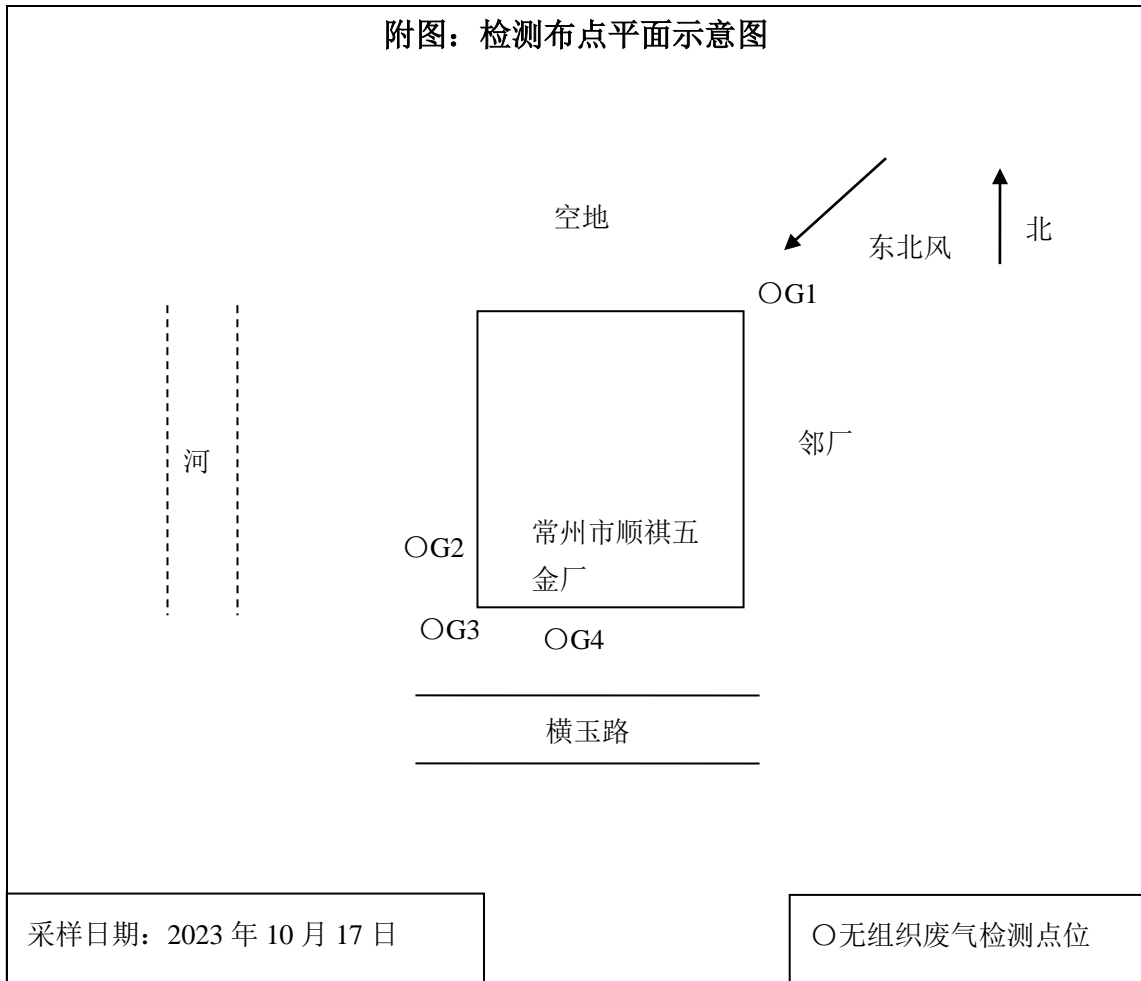 附图：检测布点平面示意图
空地
东北风
北
○G1
邻厂
河
常州市顺祺五
金厂
○G2
○G3
○G4
横玉路
采样日期：2023 年 10 月 17 日
○无组织废气检测点位